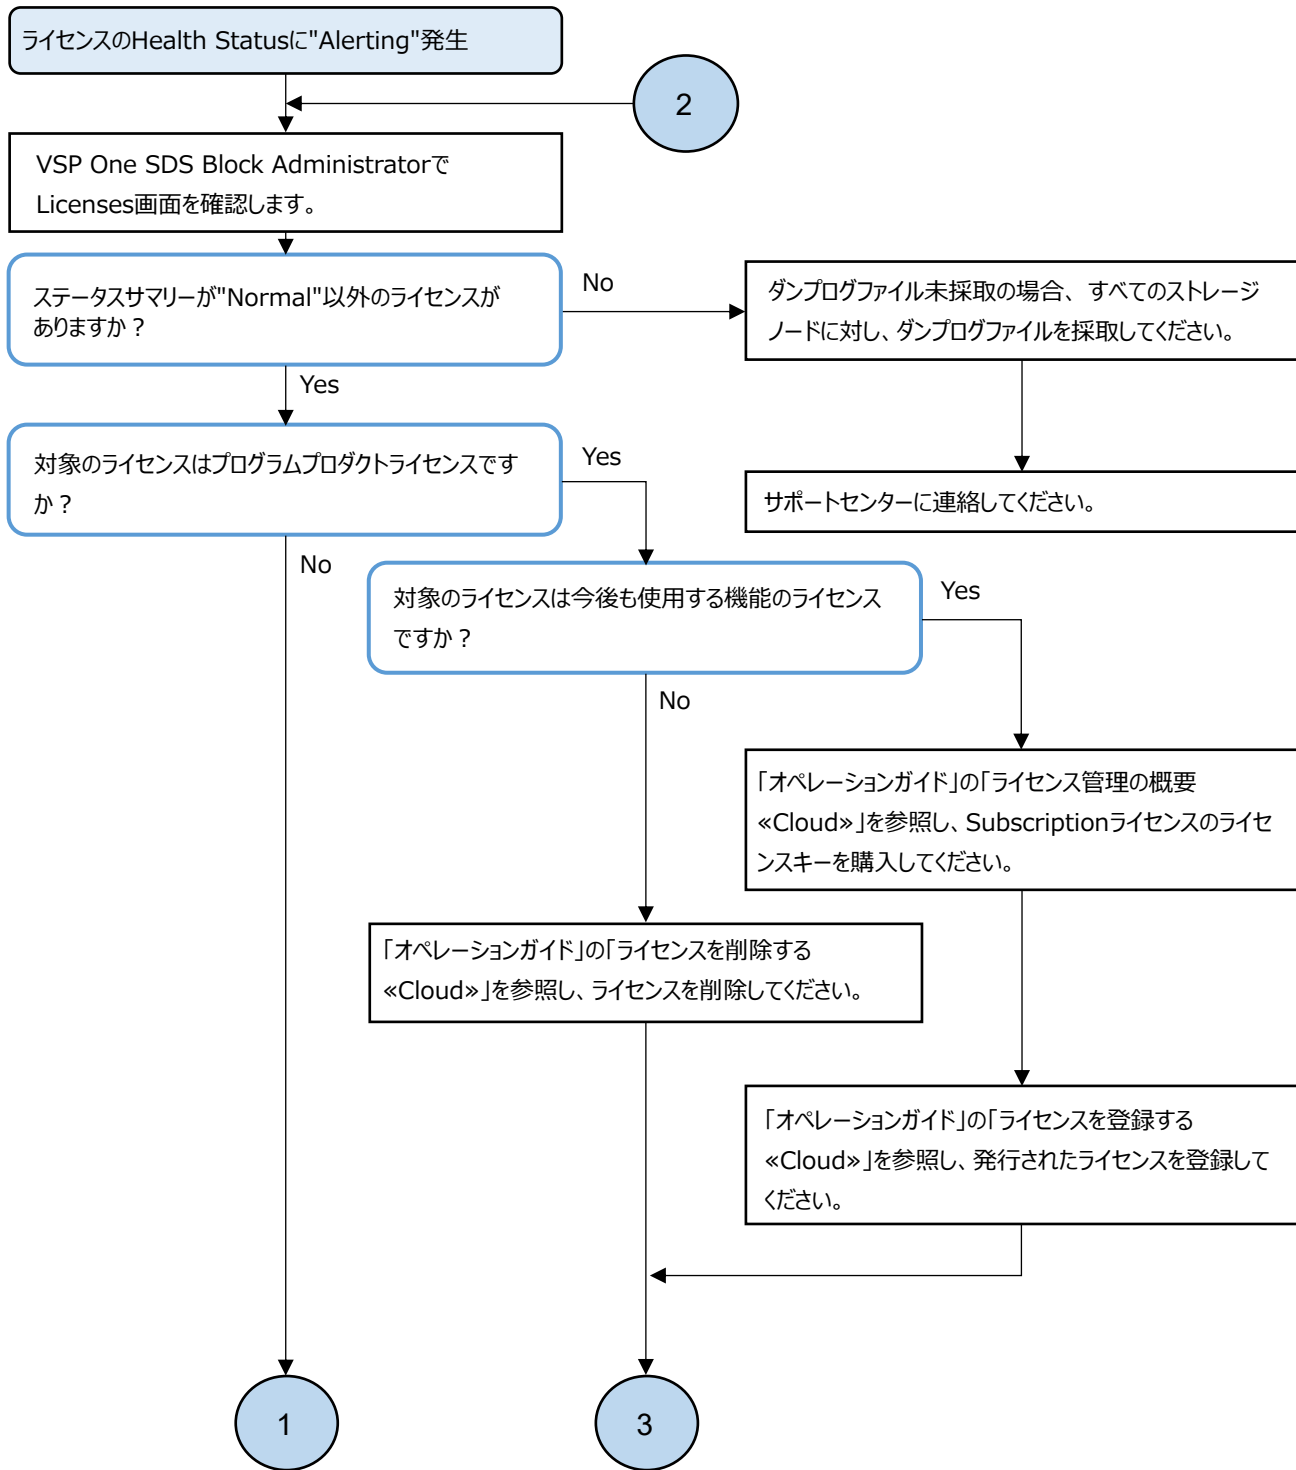 ライセンスのHealth Statusに"Alerting"発生
2
VSP One SDS Block Administratorで
Licenses画面を確認します。
ステータスサマリーが"Normal"以外のライセンスが
ありますか？
No
ダンプログファイル未採取の場合、すべてのストレージ
ノードに対し、ダンプログファイルを採取してください。
Yes
対象のライセンスはプログラムプロダクトライセンスです
か？
Yes
サポートセンターに連絡してください。
No
対象のライセンスは今後も使用する機能のライセンス
ですか？
Yes
No
「オペレーションガイド」の「ライセンス管理の概要
«Cloud»」を参照し、Subscriptionライセンスのライセ
ンスキーを購入してください。
「オペレーションガイド」の「ライセンスを削除する
«Cloud»」を参照し、ライセンスを削除してください。
「オペレーションガイド」の「ライセンスを登録する
«Cloud»」を参照し、発行されたライセンスを登録して
ください。
1
3